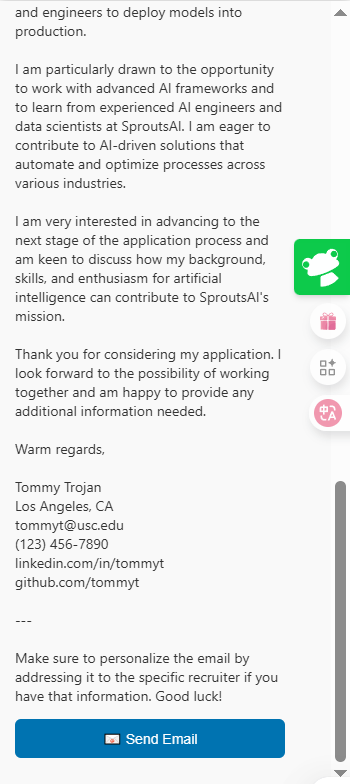 and engineers to deploy models into
production.
I am particularly drawn to the opportunity
to work with advanced AI frameworks and
to learn from experienced AI engineers and
data scientists at SproutsAI. I am eager to
contribute to AI-driven solutions that
automate and optimize processes across
various industries.
I am very interested in advancing to the
next stage of the application process and
am keen to discuss how my background,
skills, and enthusiasm for artificial
intelligence can contribute to SproutsAI's
mission.
Thank you for considering my application. I
look forward to the possibility of working
together and am happy to provide any
additional information needed.
Warm regards,
Tommy Trojan
Los Angeles, CA
tommyt@usc.edu
(123) 456-7890
linkedin.com/in/tommyt
github.com/tommyt
---
Make sure to personalize the email by
addressing it to the specific recruiter if you
have that information. Good luck!
Send Email
中A